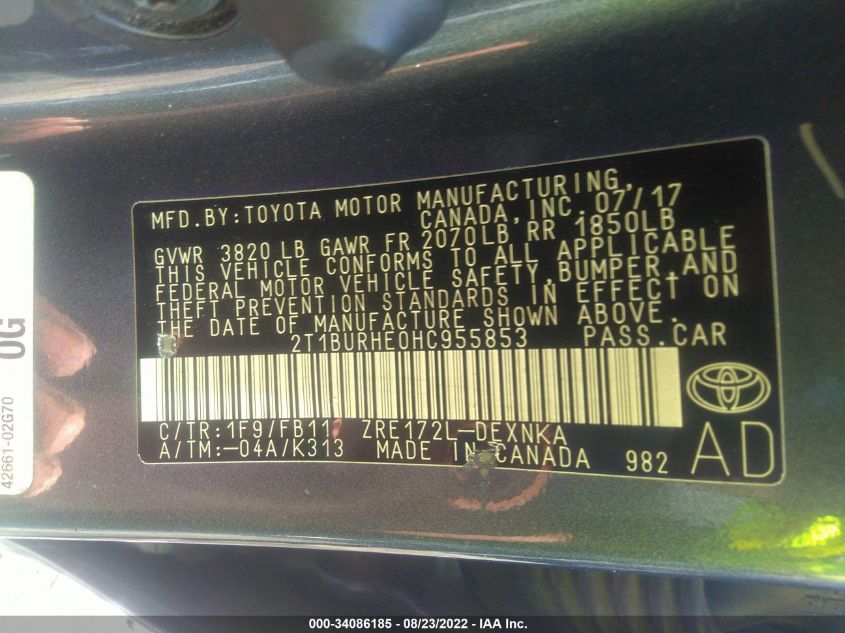 MFD.BY:TOYOTA MOTOR MANUFACTURING,
CANADA,INC. 07/17
GVWR 3820 LB GAWR FR 2070LB RR 1850LB
THIS VEHICLE CONFORMS TO ALL APPLICABLE
FEDERAL MOTOR VEHICLE SAFETY,BUMPER,AND
THEFT PREVENTION STANDARDS IN EFFECT ON
THE DATE OF MANUFACTURE SHOWN ABOVE.
2T1BURHE0HC955853 PASS.CAR
C/TR:1F9/FB11 ZRE172L-DEXNKA
A/TM:-04A/K313 MADE IN CANADA 982 AD
0G
42661-02G70
000-34086185 - 08/23/2022 - IAA Inc.